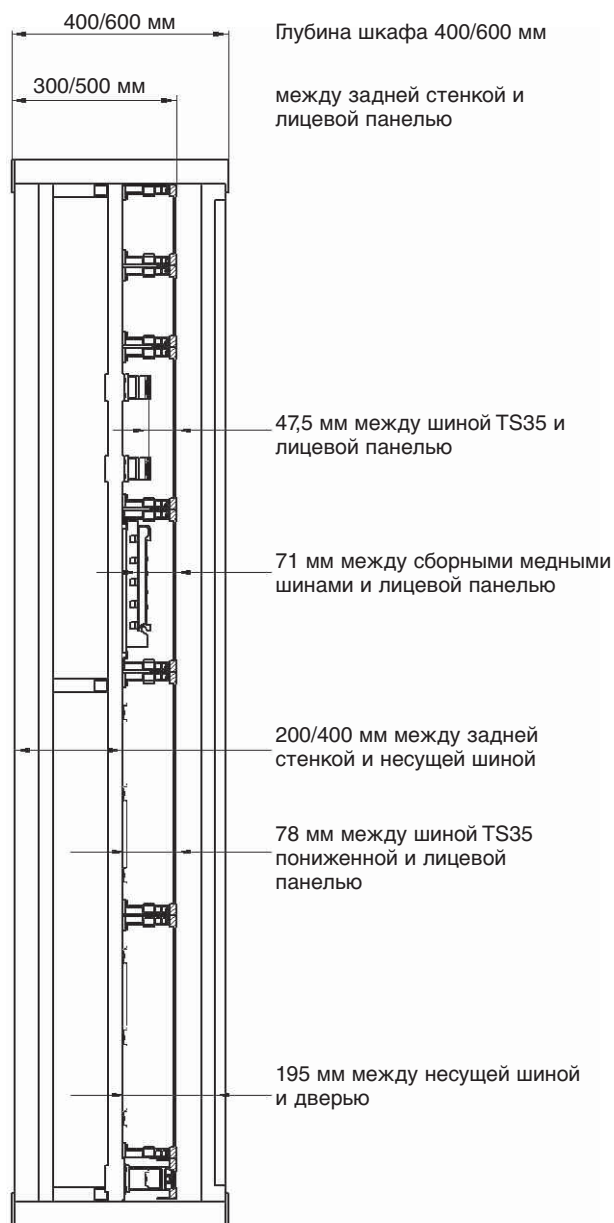 400/600 мм
Глубина шкафа 400/600 мм
300/500 мм
между задней стенкой и
лицевой панелью
47,5 мм между шиной TS35 и
лицевой панелью
71 мм между сборными медными
шинами и лицевой панелью
200/400 мм между задней
стенкой и несущей шиной
78 мм между шиной TS35
пониженной и лицевой
панелью
195 мм между несущей шиной
и дверью